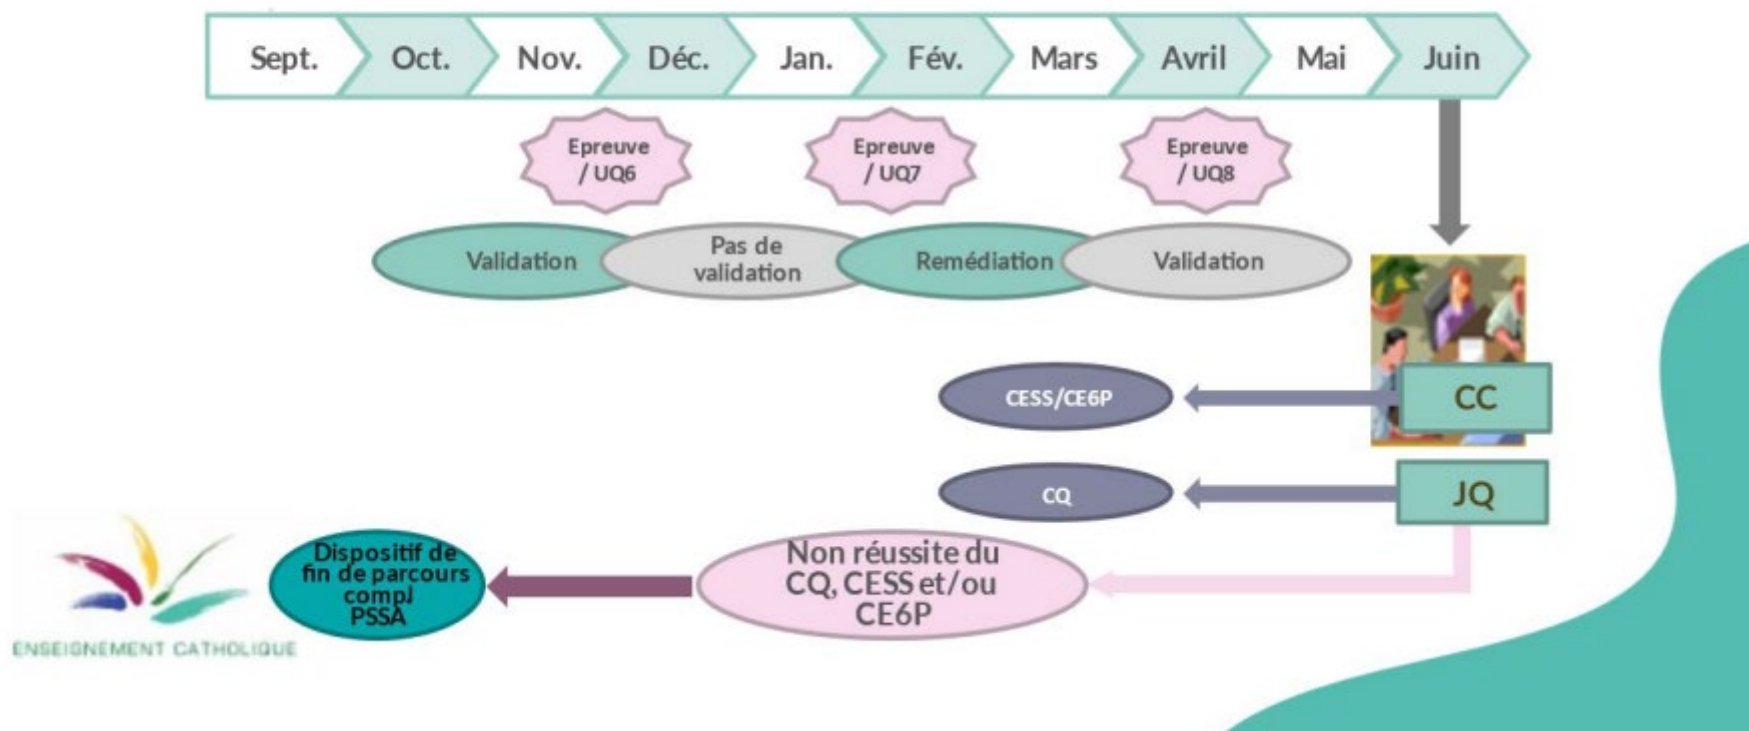 Sept. Oct. Nov. Déc. Jan. Fév. Mars Avril Mai Juin
Epreuve
/ UQ6
Epreuve
/ UQ7
Epreuve
/ UQ8
Validation
Pas de
validation
Remédiation
Validation
CESS/CE6P
CC
CQ
JQ
Non réussite du
CQ, CESS et/ou
CE6P
Dispositif de
fin de parcours
compJ
PSSA
ENSEIGNEMENT CATHOLIQUE